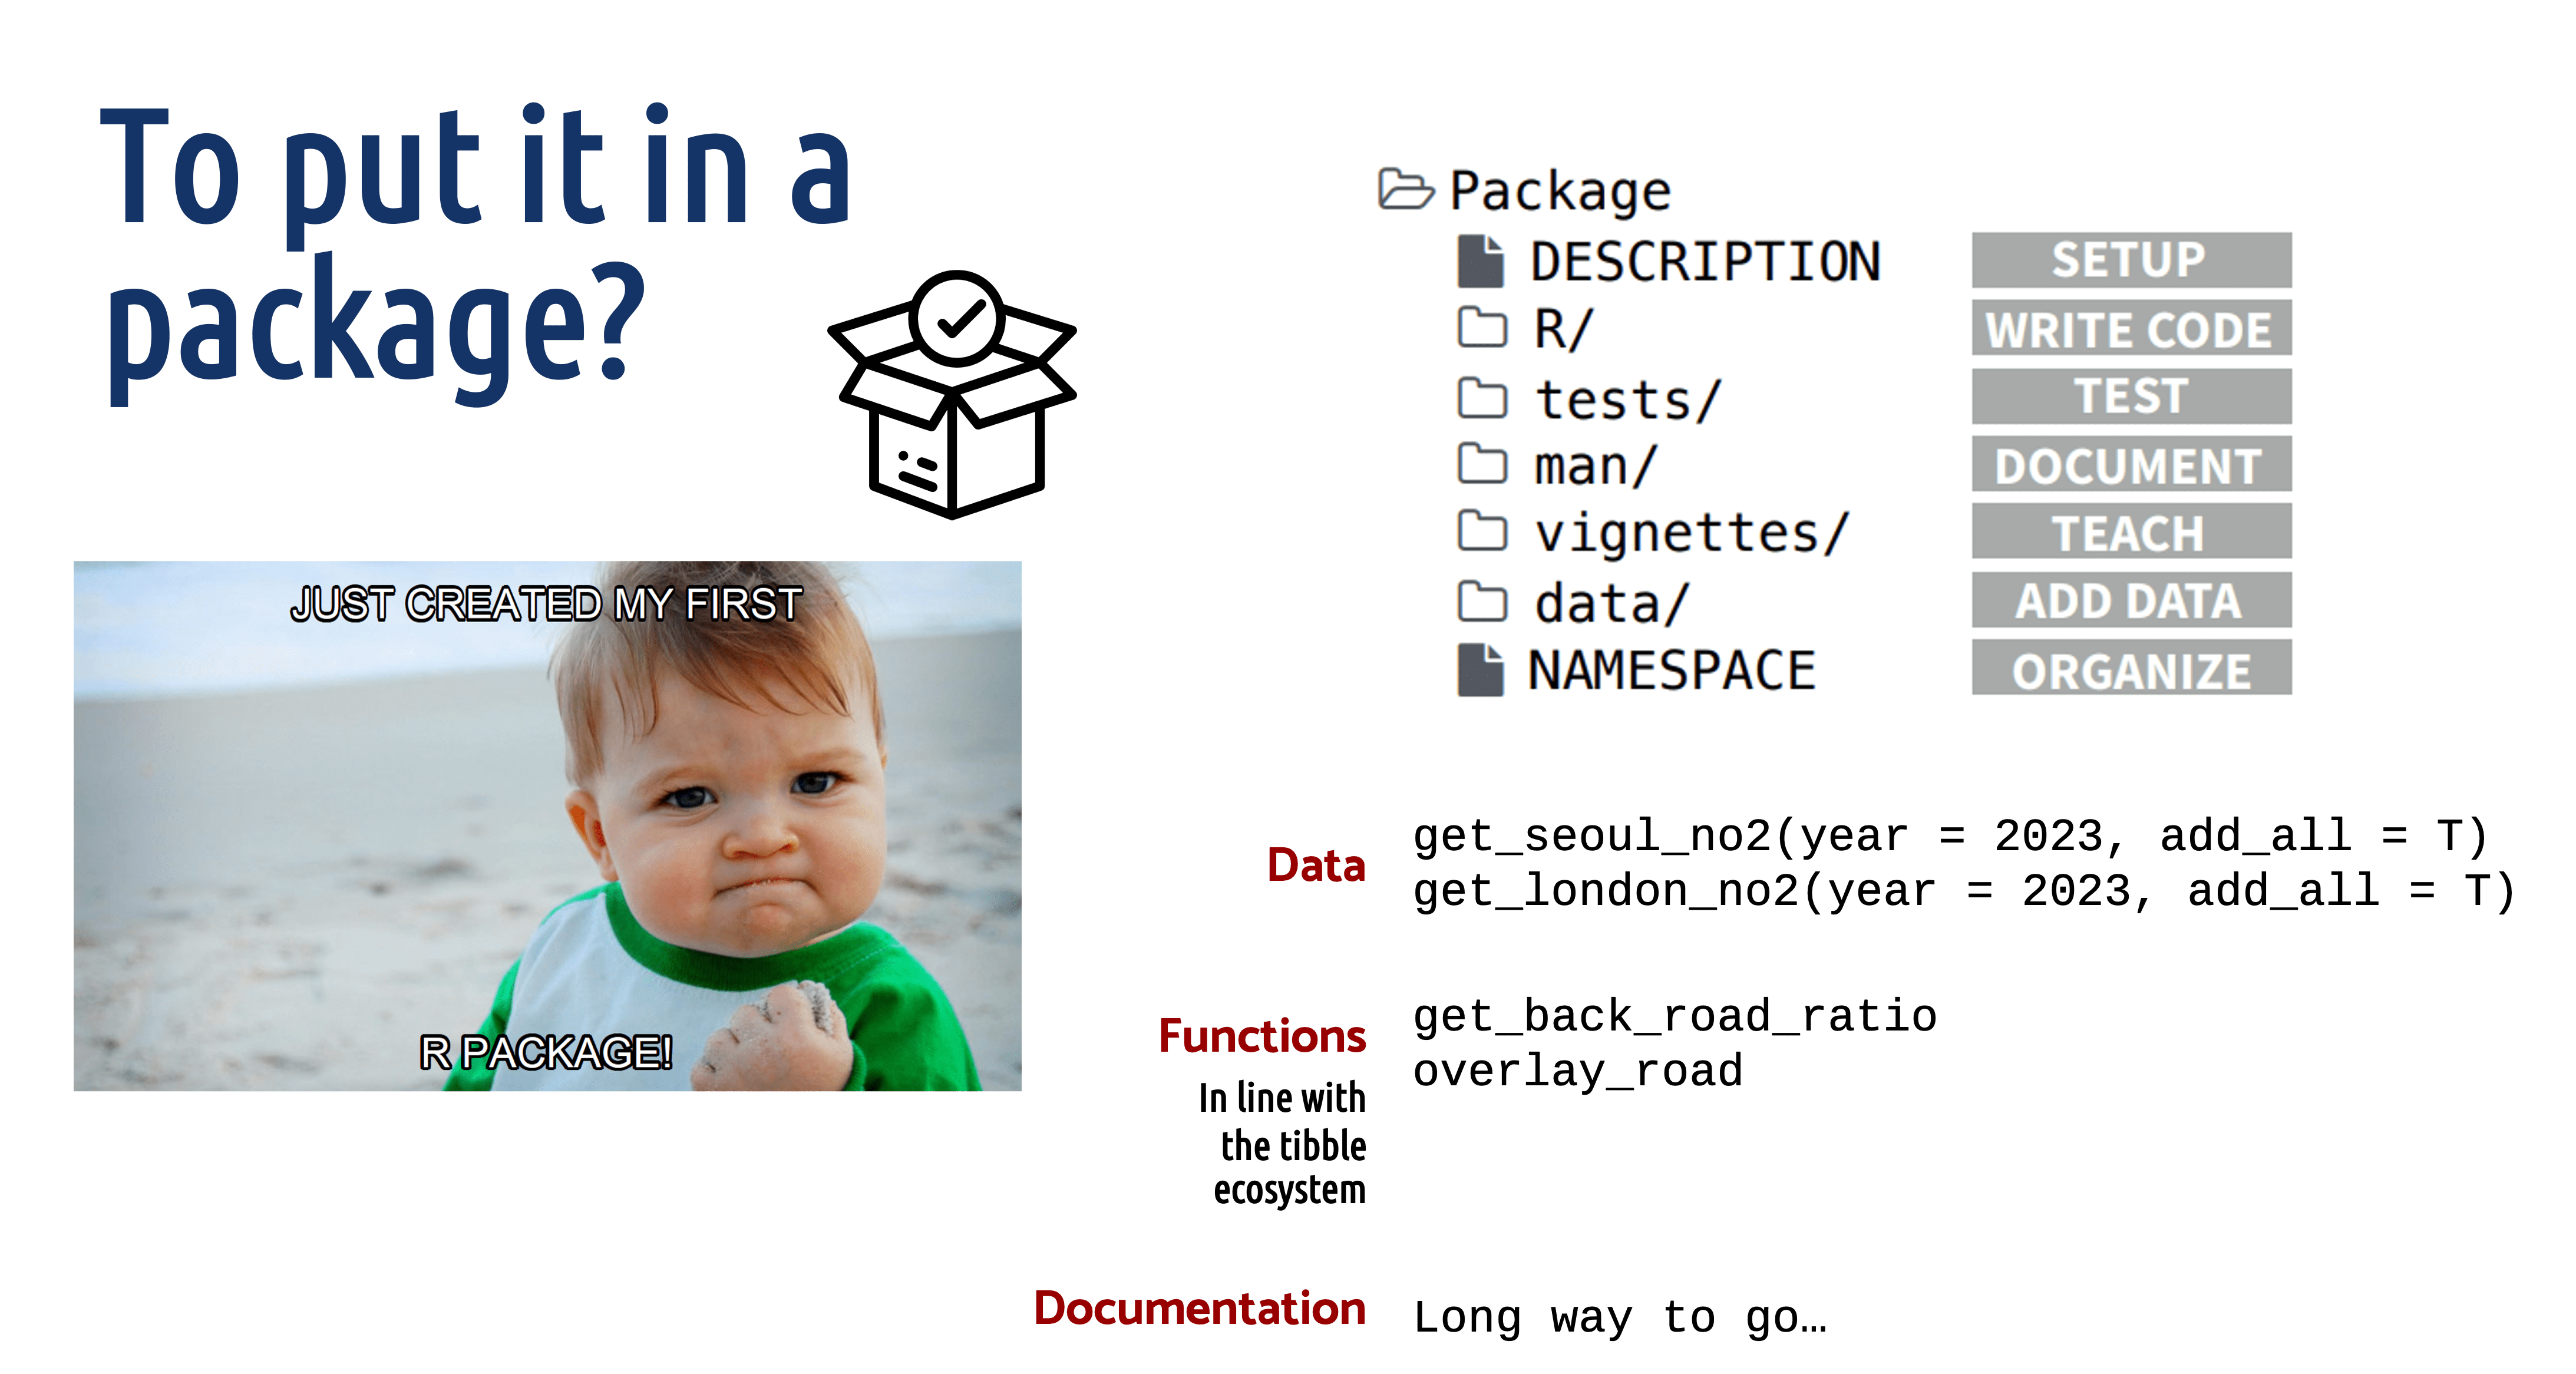 To put it in a
package?
JUST CREATED MY FIRST
R PACKAGE!
Package
DESCRIPTION SETUP
R/ WRITE CODE
tests/ TEST
man/ DOCUMENT
vignettes/ TEACH
data/ ADD DATA
NAMESPACE ORGANIZE
Data
get_seoul_no2(year = 2023, add_all = T)
get_london_no2(year = 2023, add_all = T)
Functions
In line with
the tibble
ecosystem
get_back_road_ratio
overlay_road
Documentation
Long way to go…